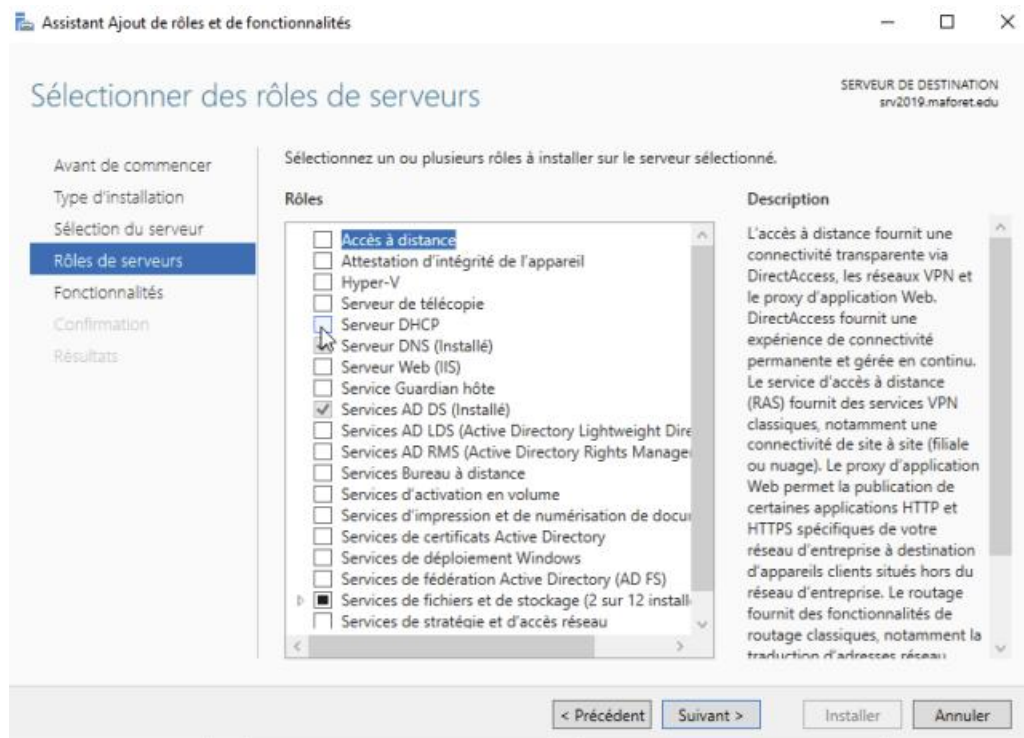 Assistant Ajout de rôles et de fonctionnalités
Sélectionner des rôles de serveurs
SERVEUR DE DESTINATION
srv2019.maforet.edu
Avant de commencer
Type d'installation
Sélection du serveur
Rôles de serveurs
Fonctionnalités
Confirmation
Résultats
Sélectionnez un ou plusieurs rôles à installer sur le serveur sélectionné.
Rôles
Accès à distance
Attestation d'intégrité de l'appareil
Hyper-V
Serveur de télécopie
Serveur DHCP
Serveur DNS (Installé)
Serveur Web (IIS)
Service Guardian hôte
Services AD DS (Installé)
Services AD LDS (Active Directory Lightweight Dire
Services AD RMS (Active Directory Rights Manage
Services Bureau à distance
Services d'activation en volume
Services d'impression et de numérisation de docu
Services de certificats Active Directory
Services de déploiement Windows
Services de fédération Active Directory (AD FS)
Services de fichiers et de stockage (2 sur 12 install
Services de stratégie et d'accès réseau
Description
L'accès à distance fournit une
connectivité transparente via
DirectAccess, les réseaux VPN et
le proxy d'application Web.
DirectAccess fournit une
expérience de connectivité
permanente et gérée en continu.
Le service d'accès à distance
(RAS) fournit des services VPN
classiques, notamment une
connectivité de site à site (filiale
ou nuage). Le proxy d'application
Web permet la publication de
certaines applications HTTP et
HTTPS spécifiques de votre
réseau d'entreprise à destination
d'appareils clients situés hors du
réseau d'entreprise. Le routage
fournit des fonctionnalités de
routage classiques, notamment la
traduction d'adresses réseau
< Précédent
Suivant >
Installer
Annuler